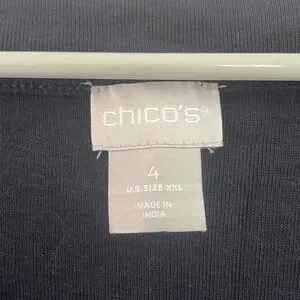 chico's®
4
U.S. SIZE XXL
MADE IN
INDIA